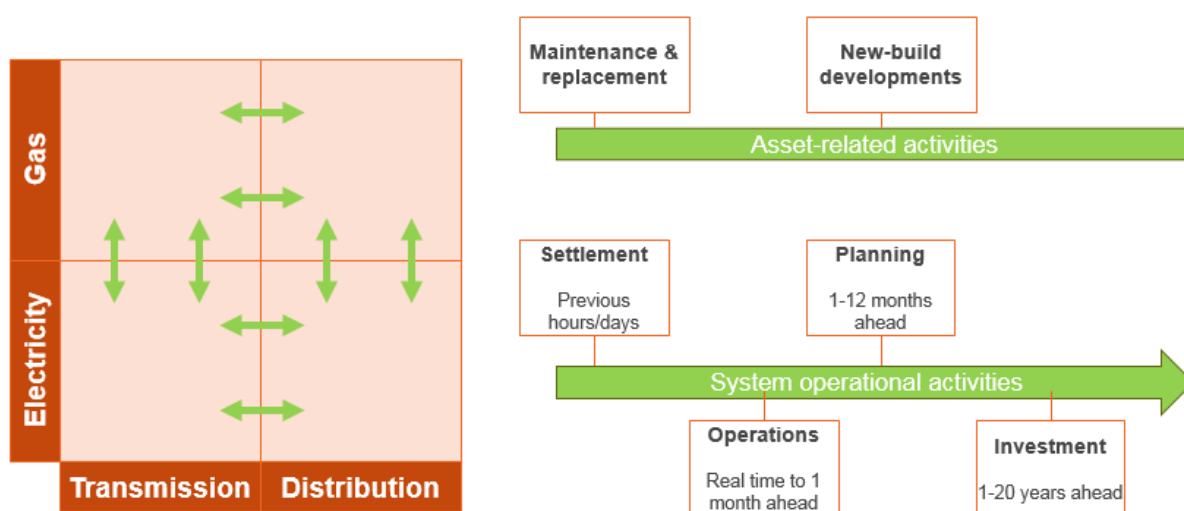 Gas
Electricity
Transmission
Distribution
Maintenance &
replacement
New-build
developments
Asset-related activities
Settlement
Previous
hours/days
Planning
1-12 months
ahead
System operational activities
Operations
Real time to 1
month ahead
Investment
1-20 years ahead